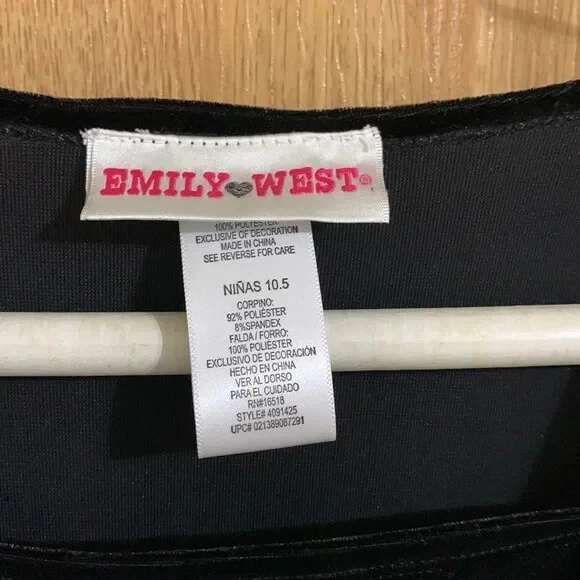 EMILY WEST®
100% POLYESTER
EXCLUSIVE OF DECORATION
MADE IN CHINA
SEE REVERSE FOR CARE
NIÑAS 10.5
CORPINO:
92% POLIÉSTER
8%SPANDEX
FALDA / FORRO:
100% POLIÉSTER
EXCLUSIVO DE DECORACIÓN
HECHO EN CHINA
VER AL DORSO
PARA EL CUIDADO
RN#16518
STYLE# 4091425
UPC# 021389087291